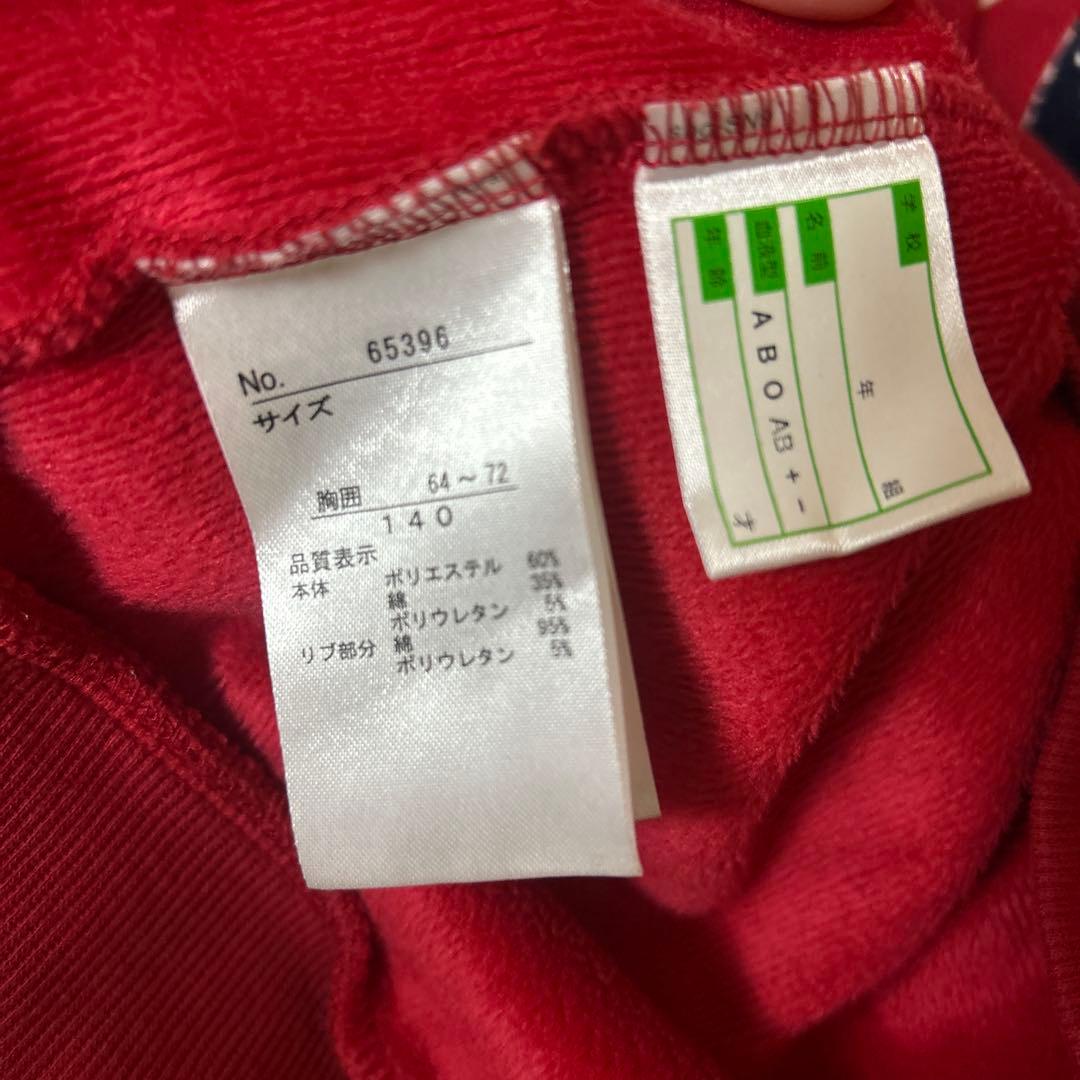 No. 65396
サイズ
胸囲 64～72
140
品質表示
本体 ポリエステル 60%
綿 35%
ポリウレタン 5%
リブ部分 綿 95%
ポリウレタン 5%
学校
年 組
名前
血液型 A B O AB + -
年齢 才